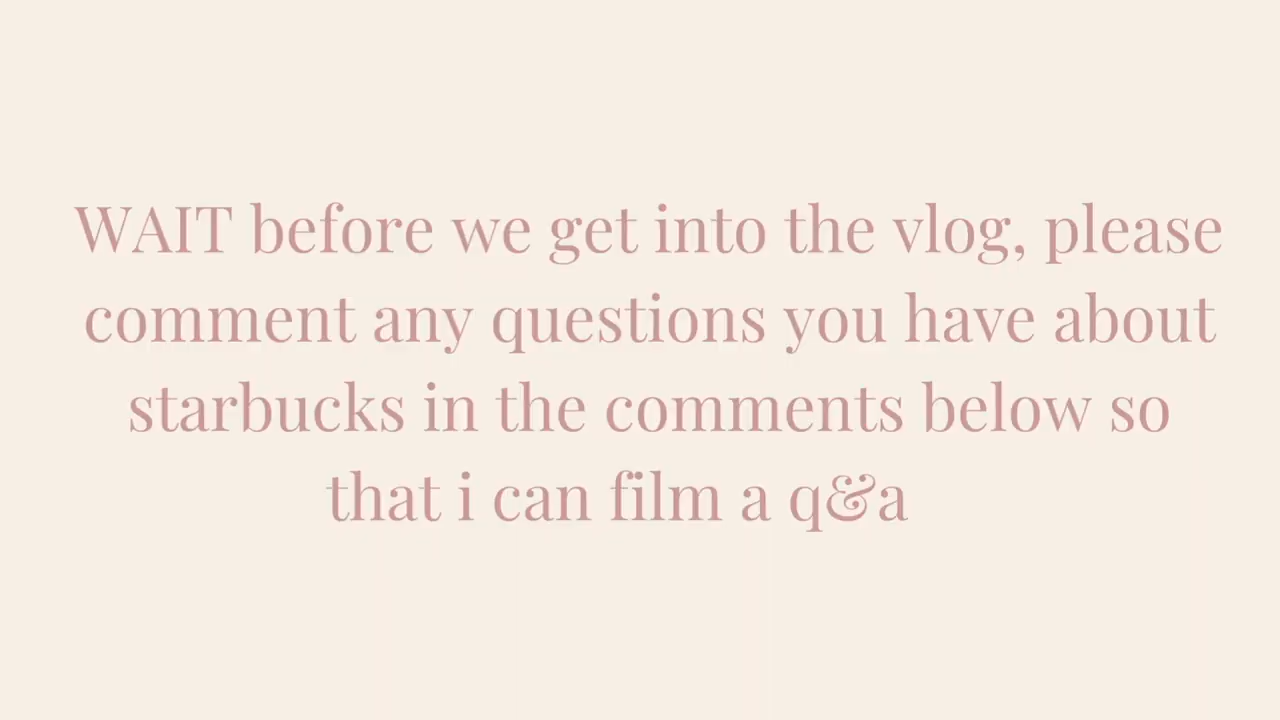 WAIT before we get into the vlog, please
comment any questions you have about
starbucks in the comments below so
that i can film a q&a